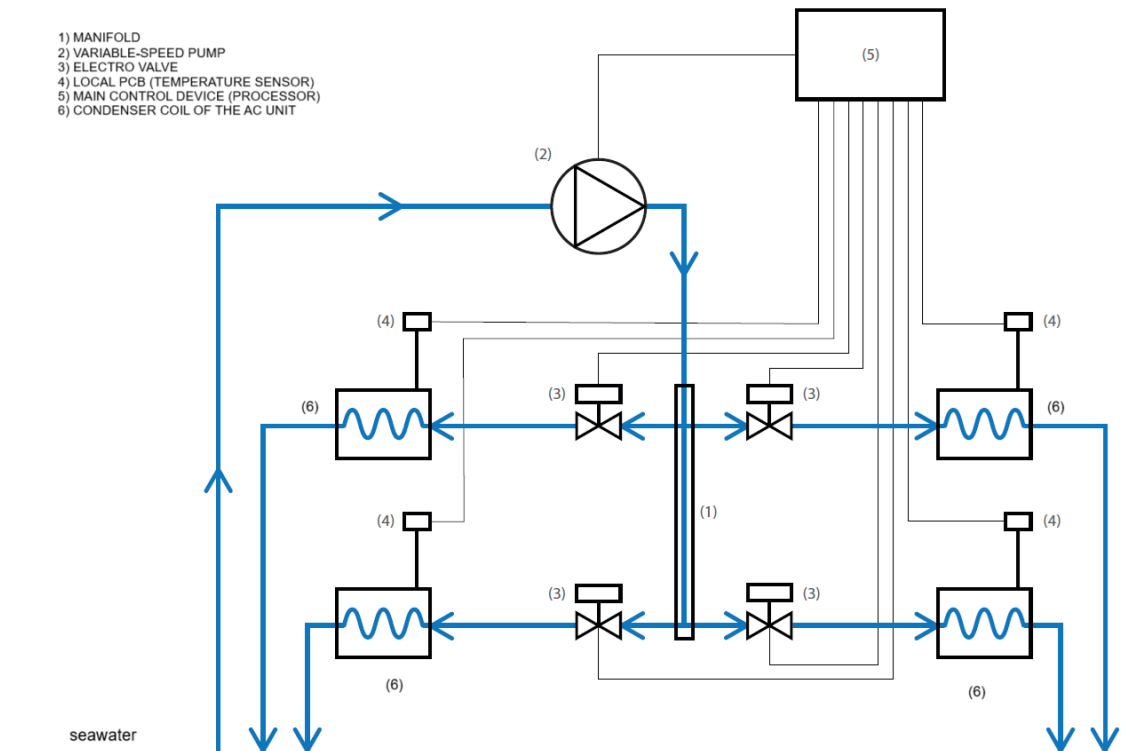 1) MANIFOLD
2) VARIABLE-SPEED PUMP
3) ELECTRO VALVE
4) LOCAL PCB (TEMPERATURE SENSOR)
5) MAIN CONTROL DEVICE (PROCESSOR)
6) CONDENSER COIL OF THE AC UNIT
(5)
(2)
(4)
(4)
(3)
(3)
(6)
(6)
(1)
(4)
(4)
(3)
(3)
(6)
(6)
seawater